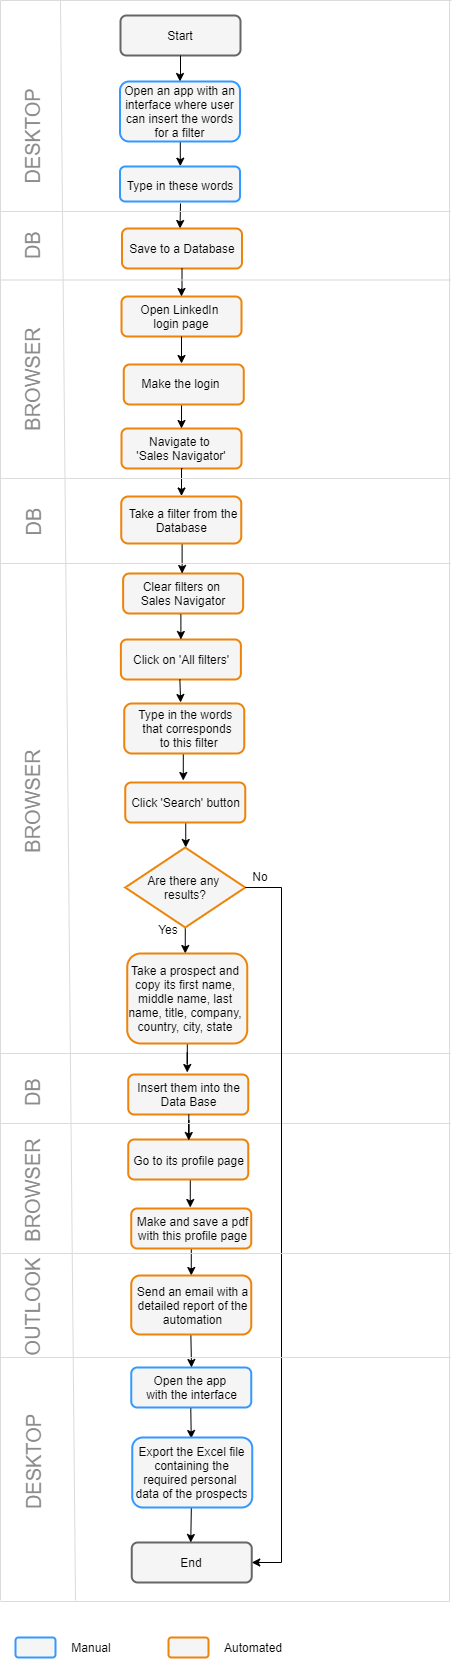 Start
DESKTOP
Open an app with an
interface where user
can insert the words
for a filter
Type in these words
DB
Save to a Database
BROWSER
Open LinkedIn
login page
Make the login
Navigate to
'Sales Navigator'
DB
Take a filter from the
Database
BROWSER
Clear filters on
Sales Navigator
Click on 'All filters'
Type in the words
that corresponds
to this filter
Click 'Search' button
Are there any
results?
No
Yes
Take a prospect and
copy its first name,
middle name, last
name, title, company,
country, city, state
DB
Insert them into the
Data Base
BROWSER
Go to its profile page
Make and save a pdf
with this profile page
OUTLOOK
Send an email with a
detailed report of the
automation
DESKTOP
Open the app
with the interface
Export the Excel file
containing the
required personal
data of the prospects
End
Manual
Automated